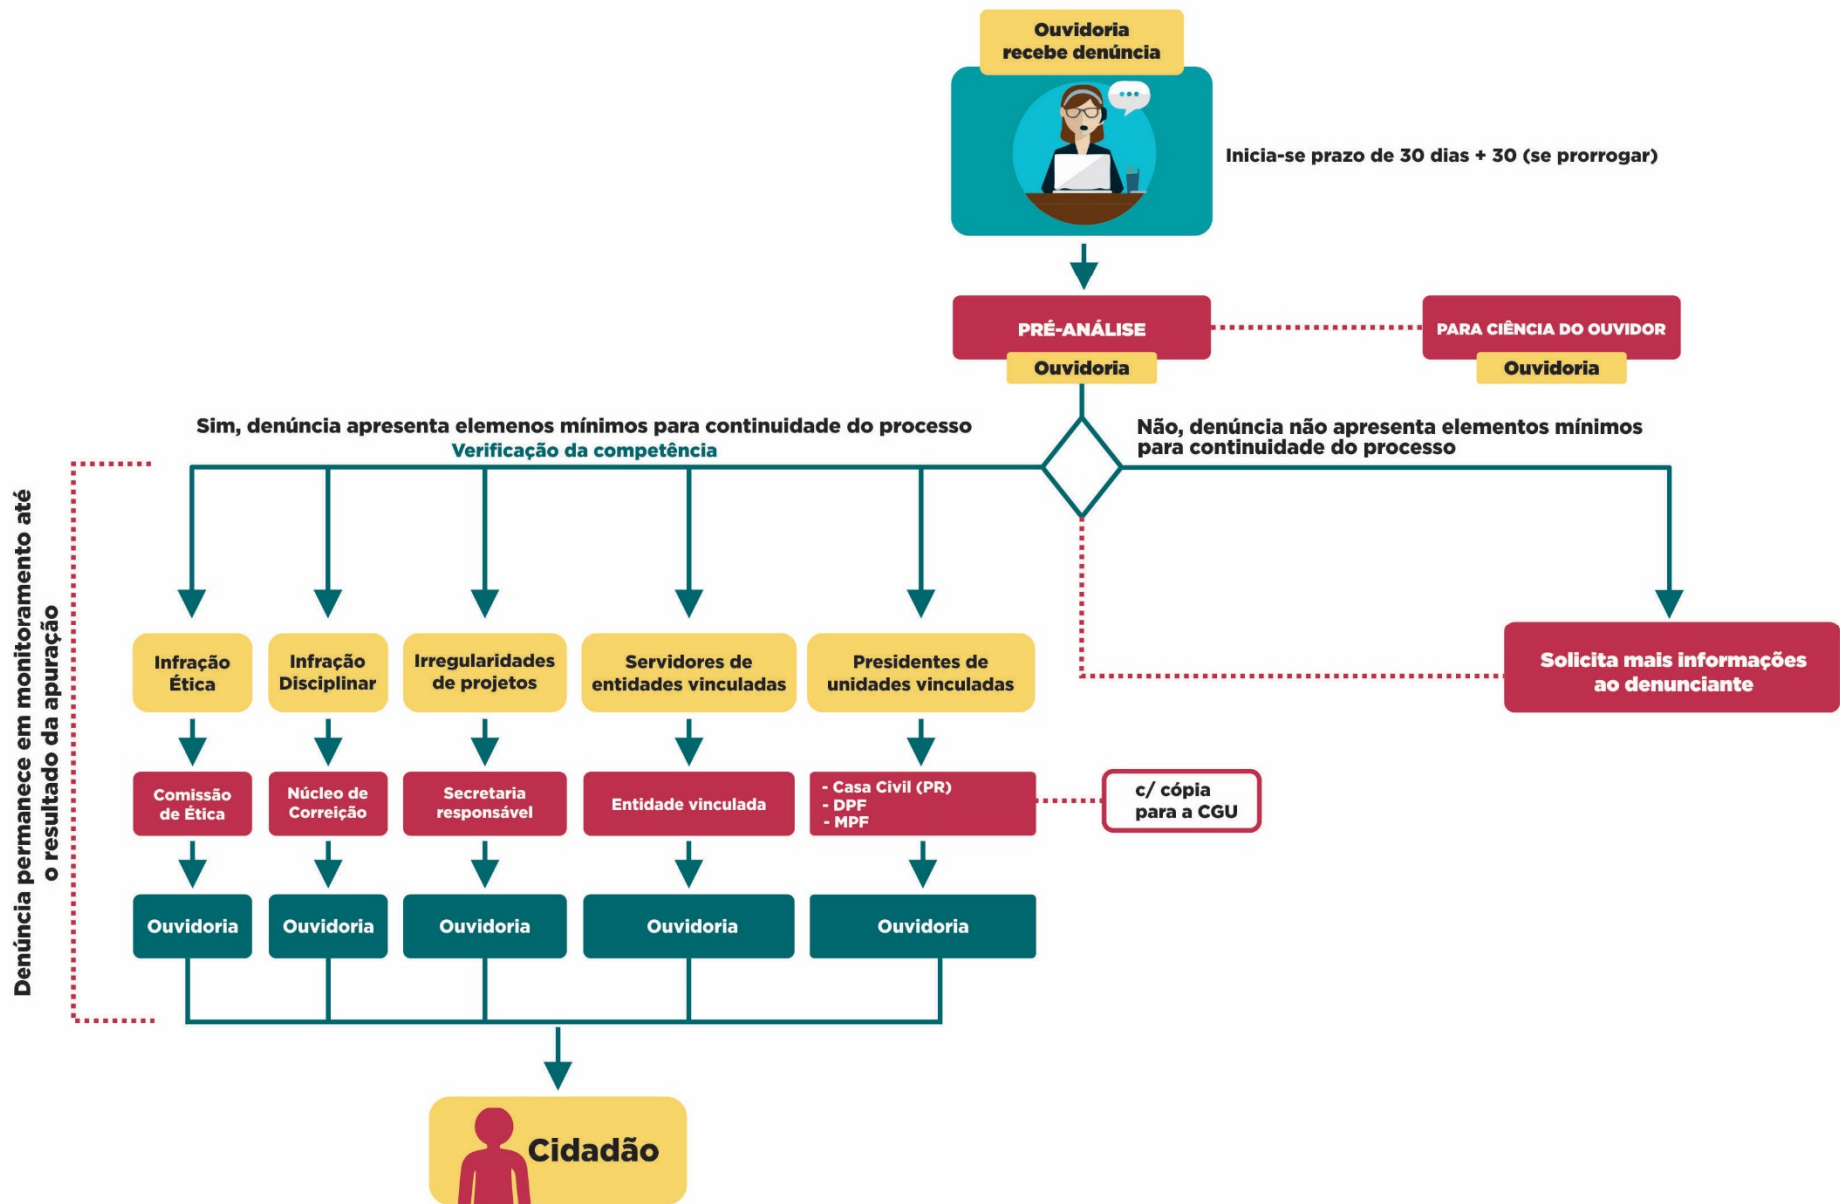 Ouvidoria
recebe denúncia
Inicia-se prazo de 30 dias + 30 (se prorrogar)
PRÉ-ANÁLISE
Ouvidoria
PARA CIÊNCIA DO OUVIDOR
Ouvidoria
Sim, denúncia apresenta elemenos mínimos para continuidade do processo
Verificação da competência
Não, denúncia não apresenta elementos mínimos
para continuidade do processo
Denúncia permanece em monitoramento até
o resultado da apuração
Infração
Ética
Infração
Disciplinar
Irregularidades
de projetos
Servidores de
entidades vinculadas
Presidentes de
unidades vinculadas
Solicita mais informações
ao denunciante
Comissão
de Ética
Núcleo de
Correição
Secretaria
responsável
Entidade vinculada
- Casa Civil (PR)
- DPF
- MPF
c/ cópia
para a CGU
Ouvidoria
Ouvidoria
Ouvidoria
Ouvidoria
Ouvidoria
Cidadão